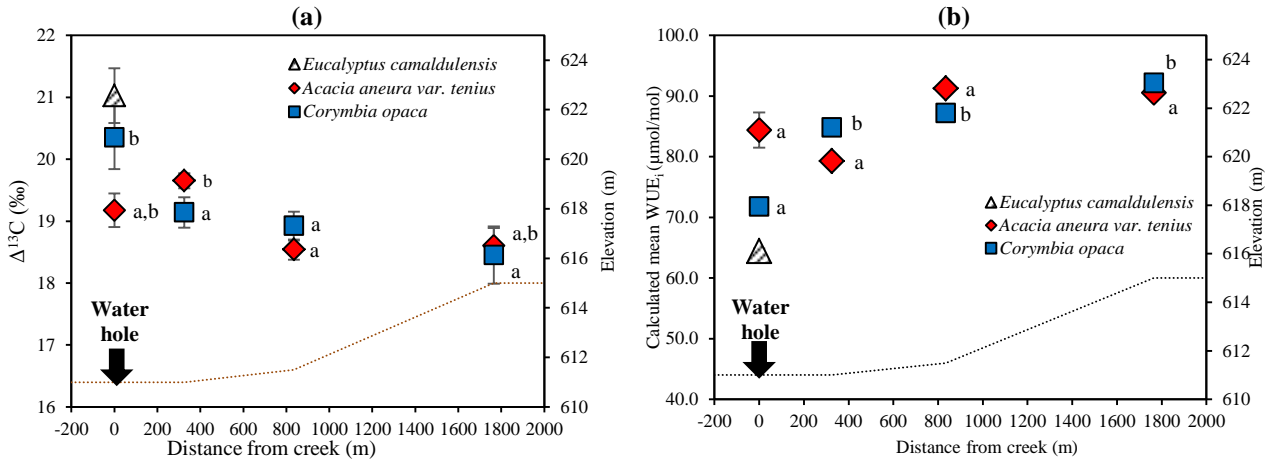 (a)
22
21
20
19
18
17
16
Δ13C (‰)
624
622
620
618
616
614
612
610
Elevation (m)
Eucalyptus camaldulensis
Acacia aneura var. tenius
Corymbia opaca
b
a,b
b
a
a
a
a,b
a
Water
hole
-200 0 200 400 600 800 1000 1200 1400 1600 1800 2000
Distance from creek (m)
(b)
100.0
90.0
80.0
70.0
60.0
50.0
40.0
Calculated mean WUEi (µmol/mol)
624
622
620
618
616
614
612
610
Elevation (m)
a
a
b
a
a
b
b
a
Eucalyptus camaldulensis
Acacia aneura var. tenius
Corymbia opaca
Water
hole
-200 0 200 400 600 800 1000 1200 1400 1600 1800 2000
Distance from creek (m)